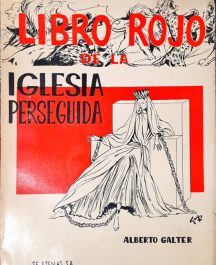 LIBRO ROJO
DE LA
IGLESIA
PERSEGUIDA
ALBERTO GALTER